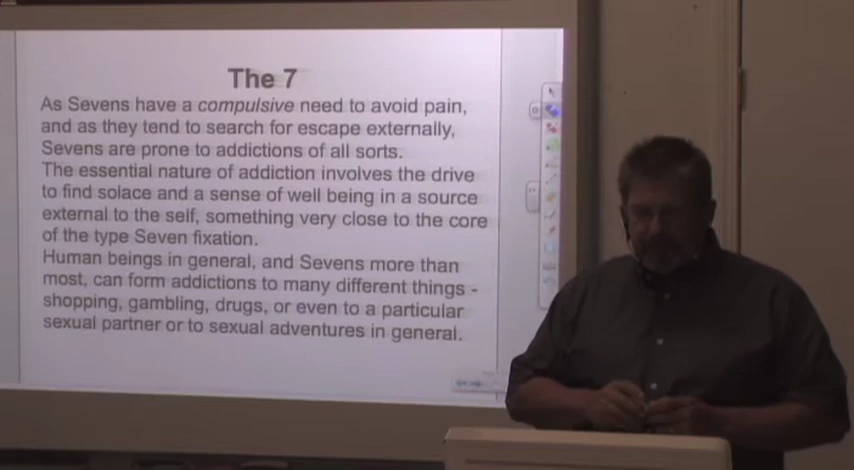 The 7
As Sevens have a compulsive need to avoid pain,
and as they tend to search for escape externally,
Sevens are prone to addictions of all sorts.
The essential nature of addiction involves the drive
to find solace and a sense of well being in a source
external to the self, something very close to the core
of the type Seven fixation.
Human beings in general, and Sevens more than
most, can form addictions to many different things -
shopping, gambling, drugs, or even to a particular
sexual partner or to sexual adventures in general.